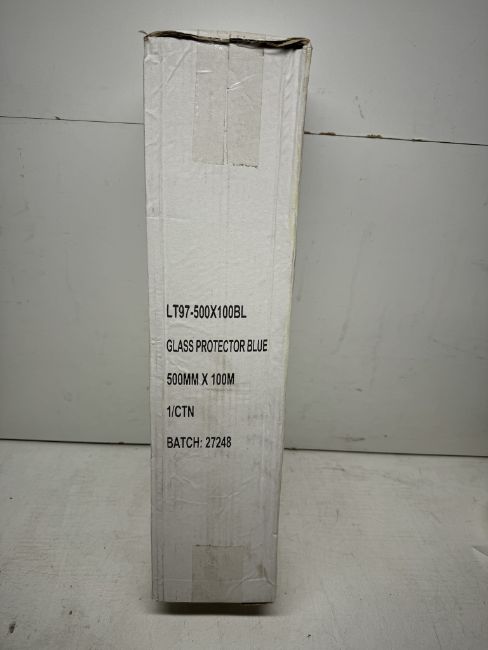 LT97-500X100BL
GLASS PROTECTOR BLUE
500MM X 100M
1/CTN
BATCH: 27248